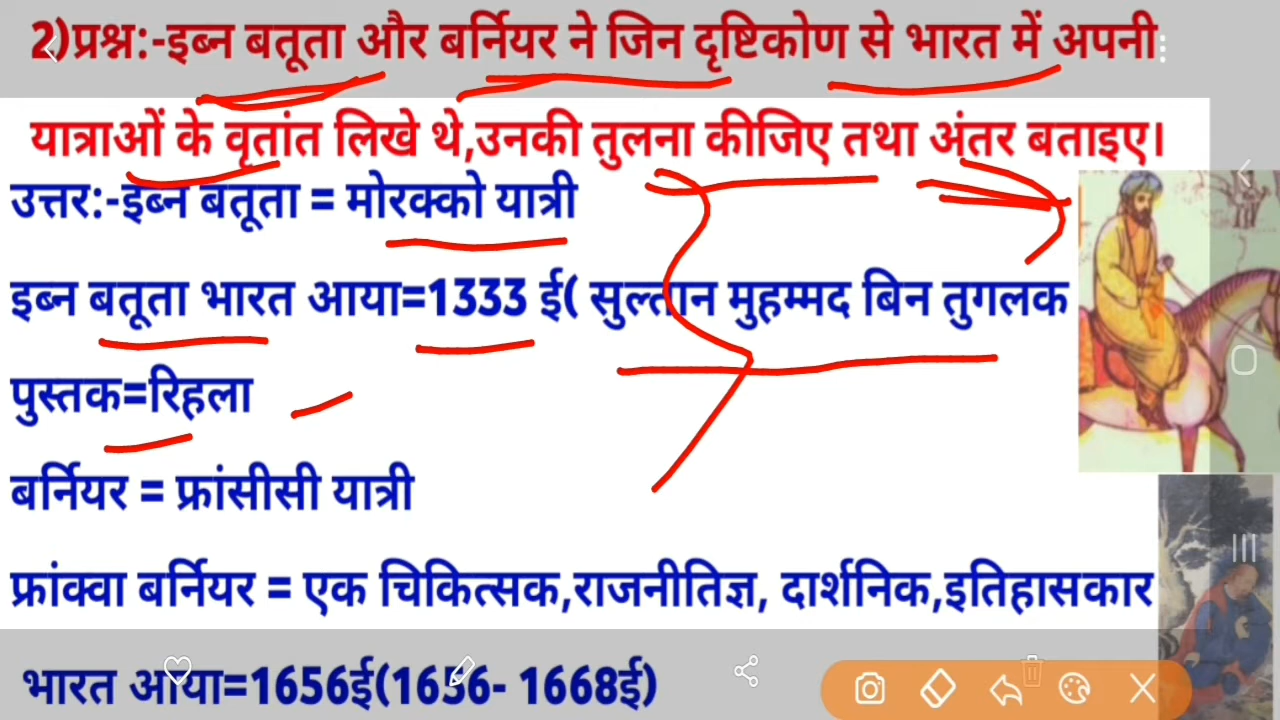 2)प्रश्न:-इब्न बतूता और बर्नियर ने जिन दृष्टिकोण से भारत में अपनी
यात्राओं के वृतांत लिखे थे,उनकी तुलना कीजिए तथा अंतर बताइए।
उत्तर:-इब्न बतूता = मोरक्को यात्री
इब्न बतूता भारत आया=1333 ई( सुल्तान मुहम्मद बिन तुगलक
पुस्तक=रिहला
बर्नियर = फ्रांसीसी यात्री
फ्रांक्वा बर्नियर = एक चिकित्सक,राजनीतिज्ञ, दार्शनिक,इतिहासकार
भारत आया=1656ई(1656- 1668ई)